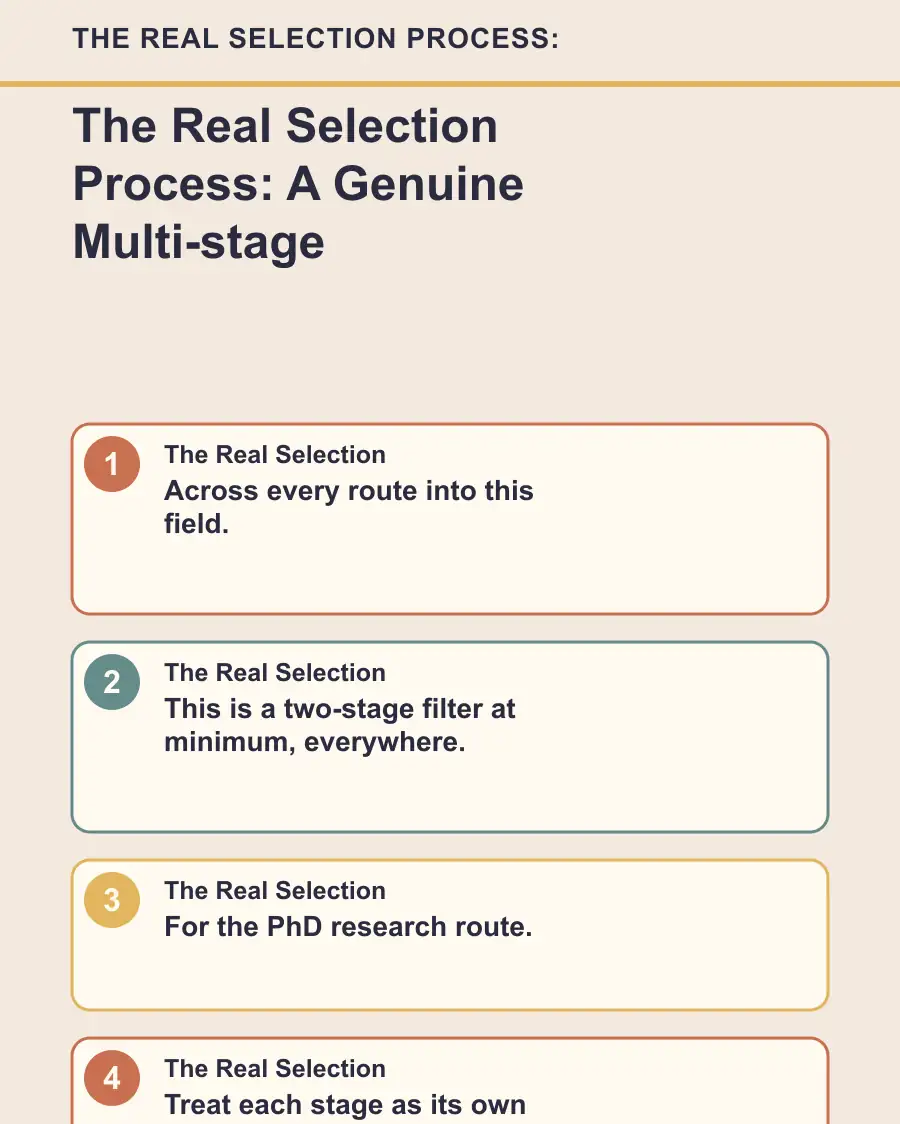 THE REAL SELECTION PROCESS:
The Real Selection
Process: A Genuine
Multi-stage
1
The Real Selection
Across every route into this
field.
2
The Real Selection
This is a two-stage filter at
minimum, everywhere.
3
The Real Selection
For the PhD research route.
4
The Real Selection
Treat each stage as its own